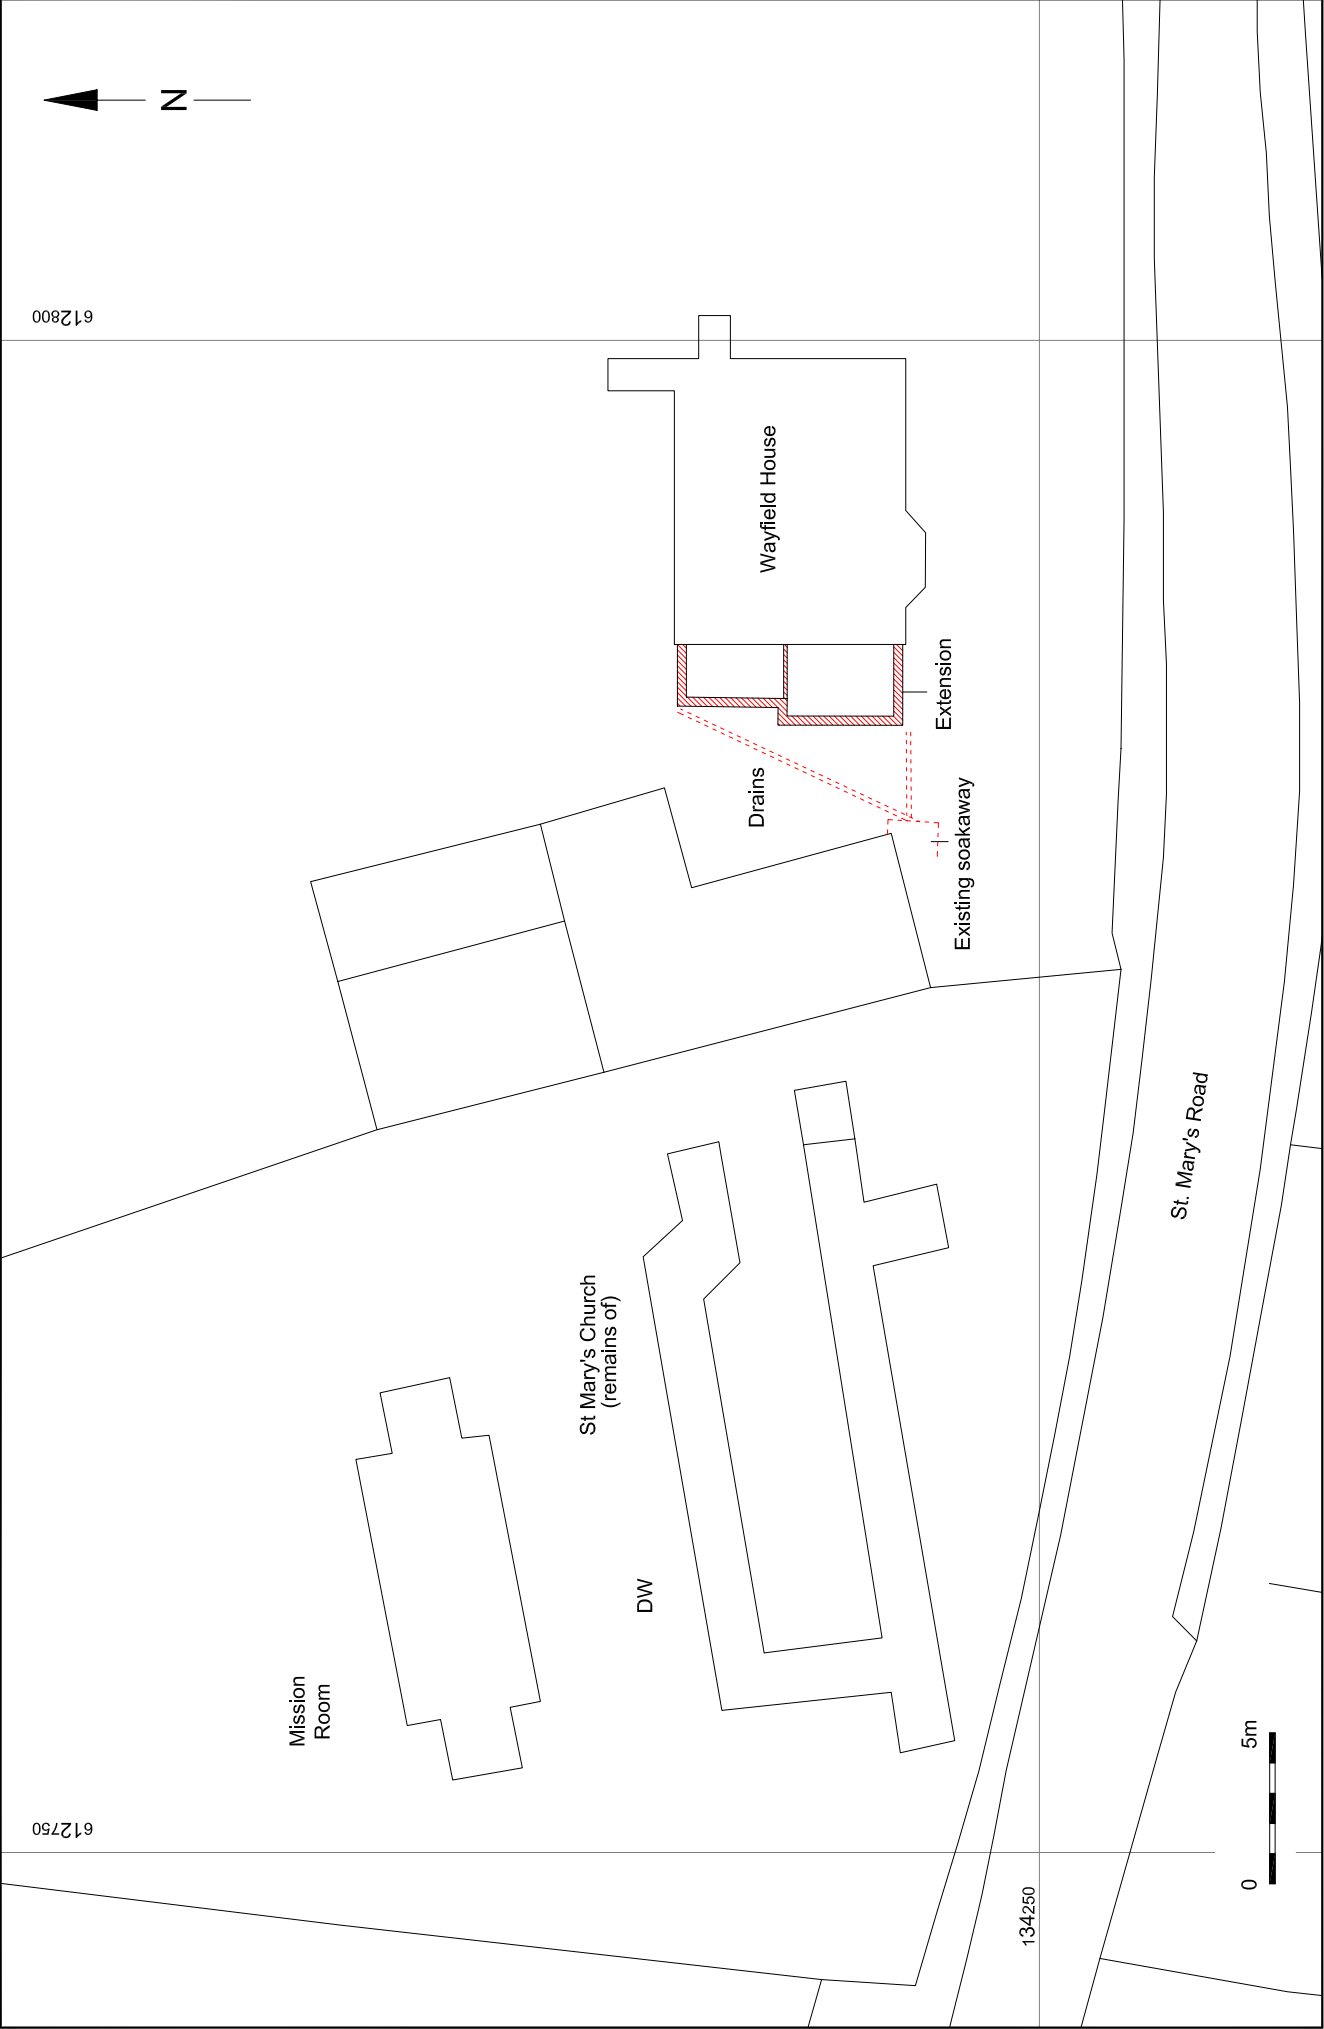 N
612800
Wayfield House
Extension
Drains
Existing soakaway
St. Mary's Road
St Mary's Church
(remains of)
DW
Mission
Room
612750
134250
0
5m